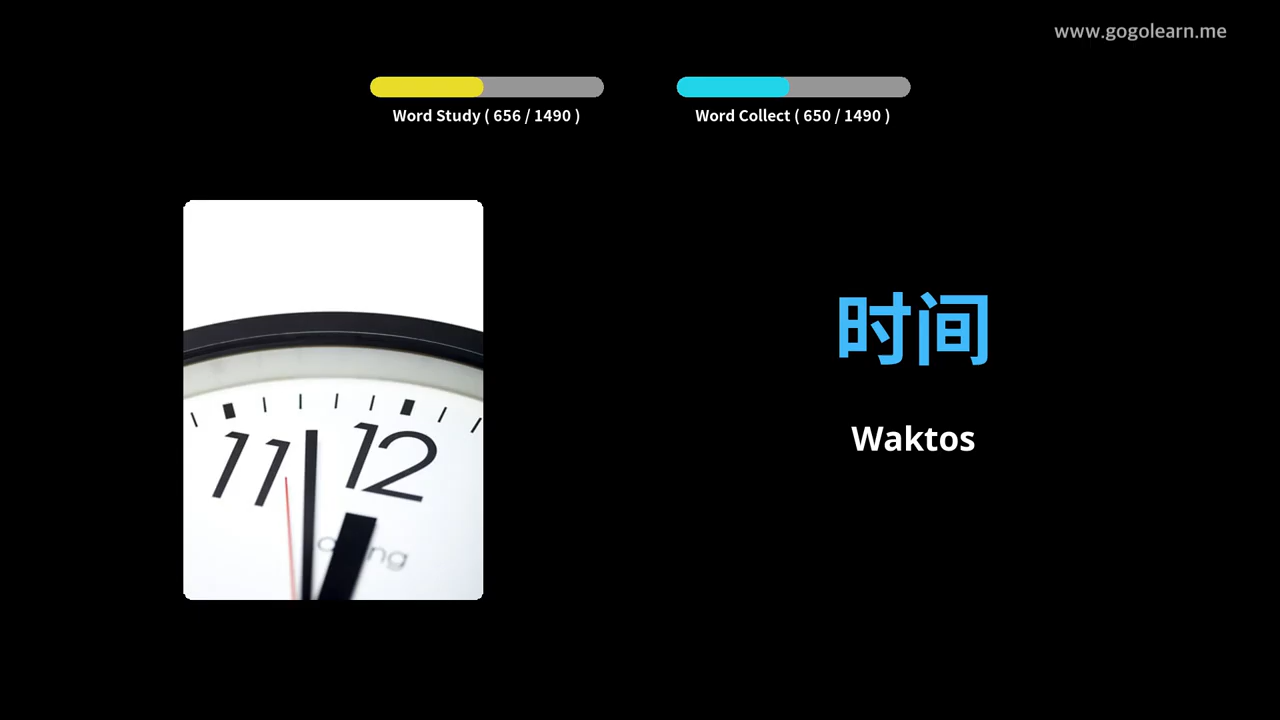 www.gogolearn.me
Word Study ( 656 / 1490 )
Word Collect ( 650 / 1490 )
时间
Waktos
11
12